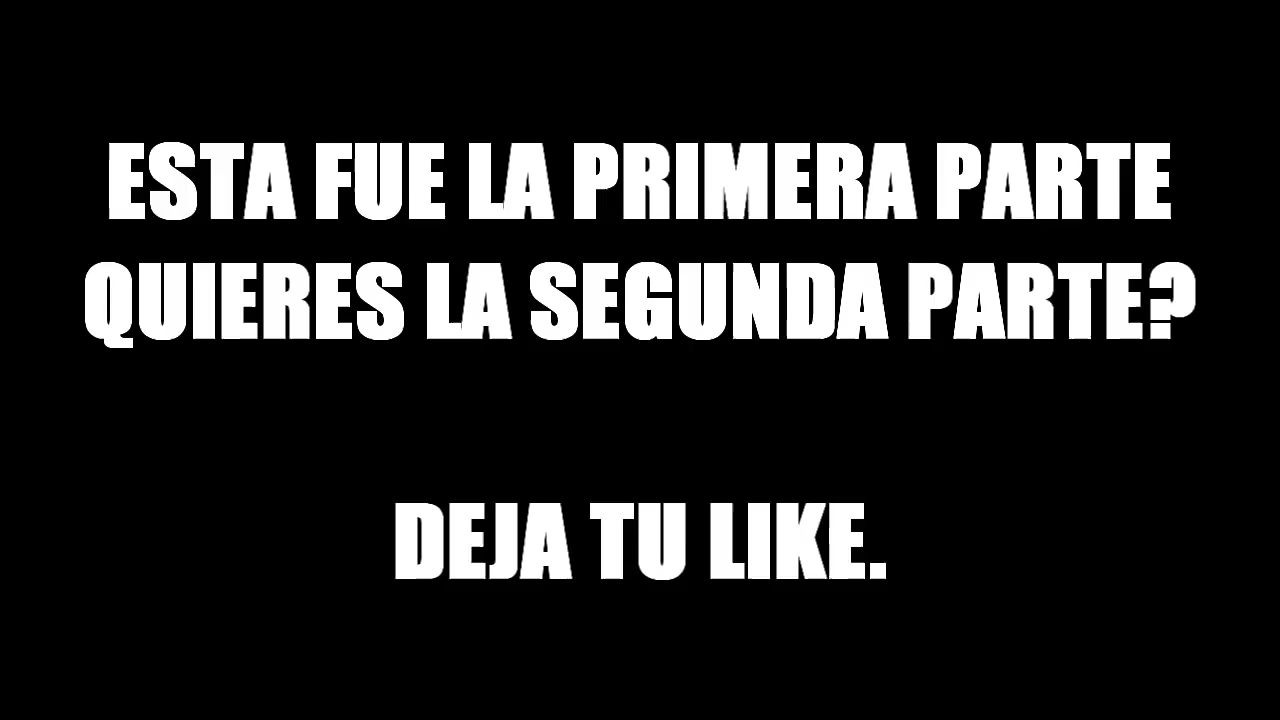 ESTA FUE LA PRIMERA PARTE
QUIERES LA SEGUNDA PARTE?
DEJA TU LIKE.